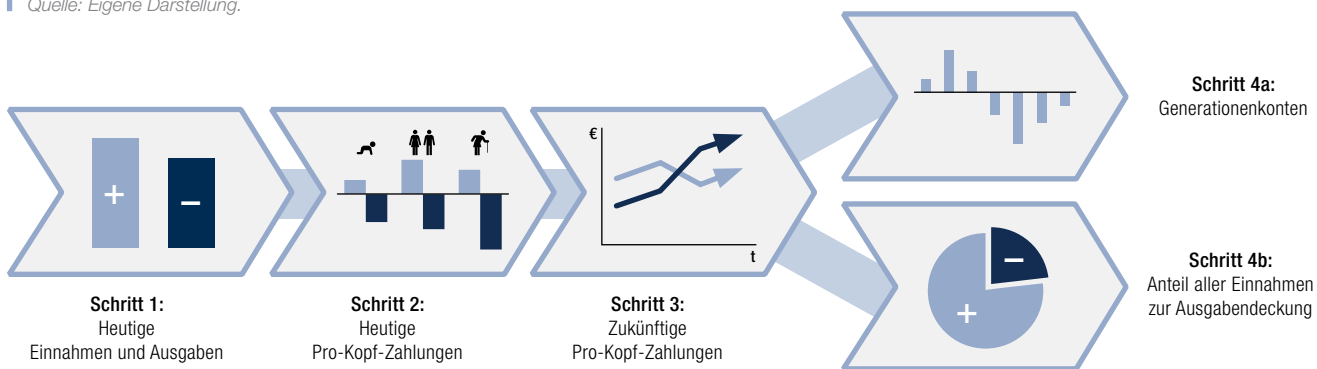 Quelle: Eigene Darstellung.
+
−
Schritt 1:
Heutige
Einnahmen und Ausgaben
Schritt 2:
Heutige
Pro-Kopf-Zahlungen
€
t
Schritt 3:
Zukünftige
Pro-Kopf-Zahlungen
Schritt 4a:
Generationenkonten
−
+
Schritt 4b:
Anteil aller Einnahmen
zur Ausgabendeckung